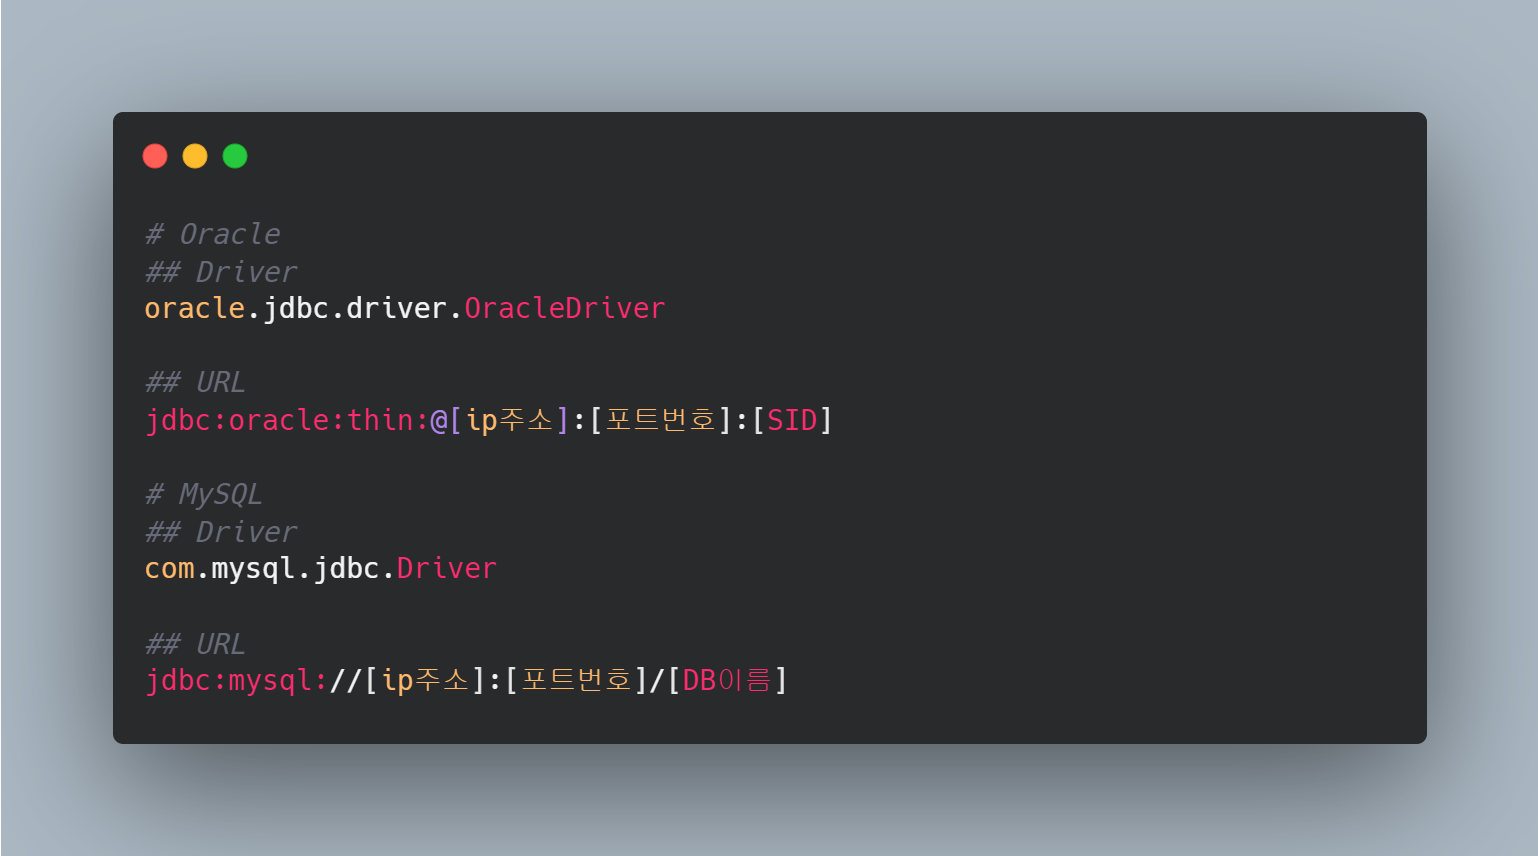 # Oracle
## Driver
oracle.jdbc.driver.OracleDriver
## URL
jdbc:oracle:thin:@[ip주소]:[포트번호]:[SID]
# MySQL
## Driver
com.mysql.jdbc.Driver
## URL
jdbc:mysql://[ip주소]:[포트번호]/[DB이름]